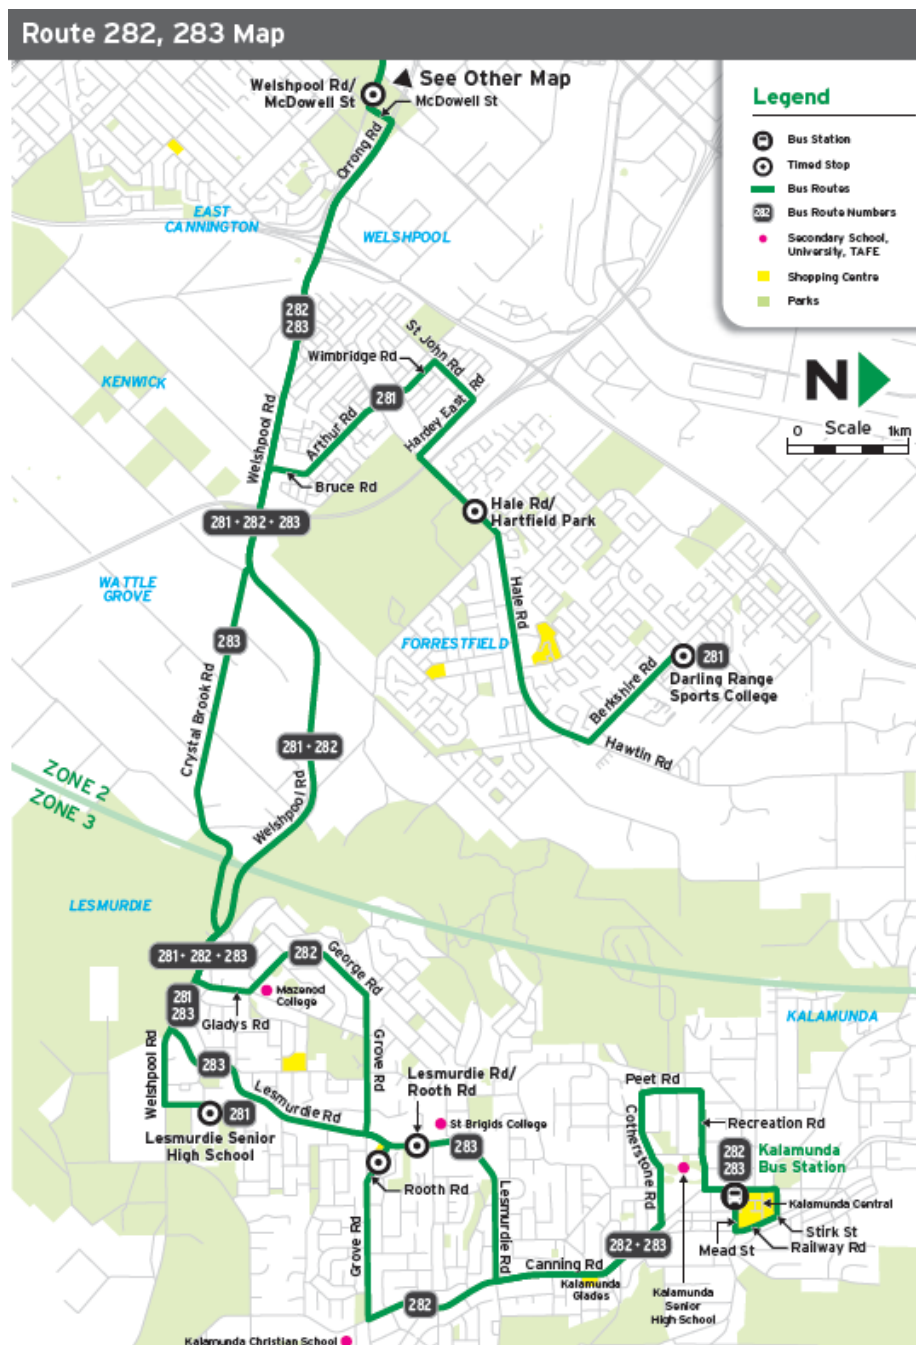 Route 282, 283 Map
See Other Map
Welshpool Rd/
McDowell St
McDowell St
Orrong Rd
EAST
CANNINGTON
WELSHPOOL
Legend
Bus Station
Timed Stop
Bus Routes
282
Bus Route Numbers
Secondary School,
University, TAFE
Shopping Centre
Parks
N
0 Scale 1km
282
283
St John Rd
Wimbridge Rd
KENWICK
281
Hardey East Rd
Arthur Rd
Welshpool Rd
Bruce Rd
281 • 282 • 283
Hale Rd/
Hartfield Park
WATTLE
GROVE
Hale Rd
283
FORRESTFIELD
281
Darling Range
Sports College
Berkshire Rd
Hawtin Rd
Crystal Brook Rd
281 • 282
Welshpool Rd
ZONE 2
ZONE 3
LESMURDIE
281 • 282 • 283
282
George Rd
Mazenod
College
281
283
Gladys Rd
KALAMUNDA
Welshpool Rd
283
Grove Rd
Lesmurdie Rd/
Rooth Rd
Peet Rd
Lesmurdie Rd
281
Lesmurdie Senior
High School
St Brigids College
283
Cotherstone Rd
Recreation Rd
282
283
Kalamunda
Bus Station
Rooth Rd
Kalamunda Central
Lesmurdie Rd
Grove Rd
Stirk St
Mead St
Railway Rd
282 • 283
Canning Rd
Kalamunda
Glades
282
Kalamunda
Senior
High School
Kalamunda Christian School